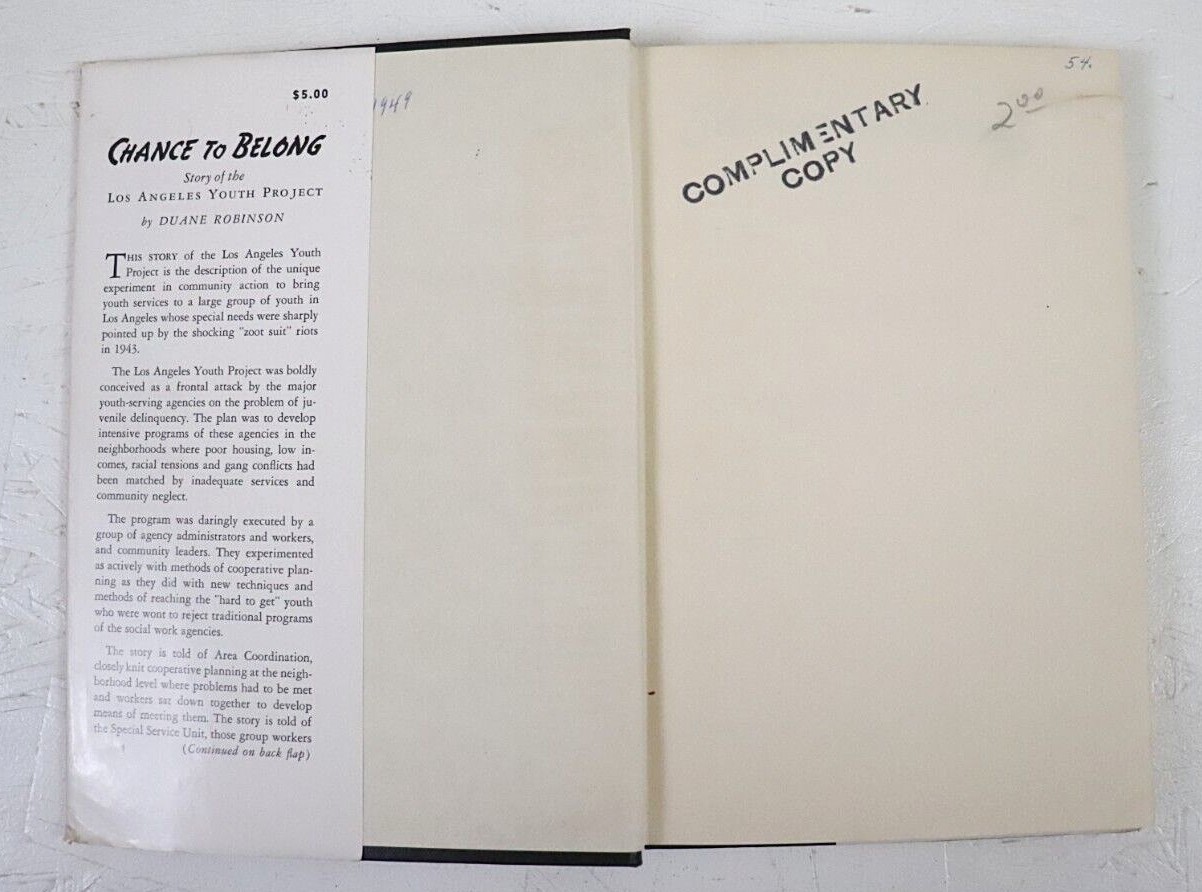 $5.00
CHANCE TO BELONG
Story of the
LOS ANGELES YOUTH PROJECT
by DUANE ROBINSON
THIS STORY of the Los Angeles Youth
Project is the description of the unique
experiment in community action to bring
youth services to a large group of youth in
Los Angeles whose special needs were sharply
pointed up by the shocking "zoot suit" riots
in 1943.
The Los Angeles Youth Project was boldly
conceived as a frontal attack by the major
youth-serving agencies on the problem of ju-
venile delinquency. The plan was to develop
intensive programs of these agencies in the
neighborhoods where poor housing, low in-
comes, racial tensions and gang conflicts had
been matched by inadequate services and
community neglect.
The program was daringly executed by a
group of agency administrators and workers,
and community leaders. They experimented
as actively with methods of cooperative plan-
ning as they did with new techniques and
methods of reaching the "hard to get" youth
who were wont to reject traditional programs
of the social work agencies.
The story is told of Area Coordination,
closely knit cooperative planning at the neigh-
borhood level where problems had to be met
and workers sat down together to develop
means of meeting them. The story is told of
the Special Service Unit, those group workers
(Continued on back flap)
1949
COMPLIMENTARY
COPY
54.
2.00